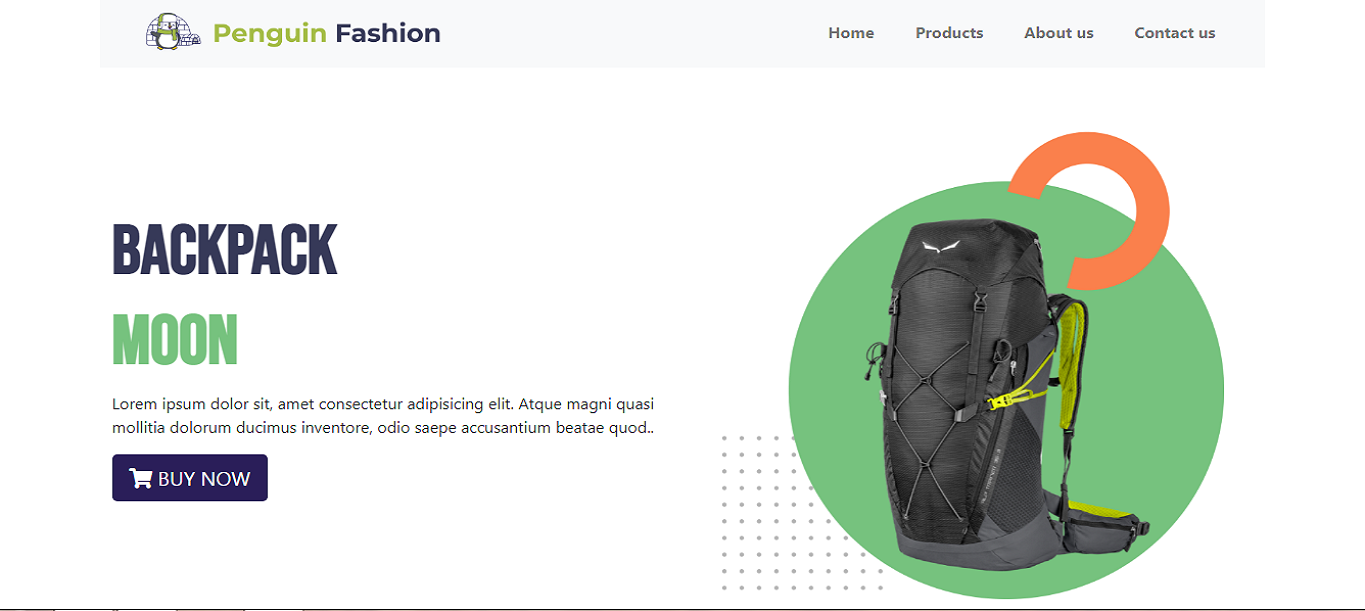 Penguin Fashion
Home
Products
About us
Contact us
BACKPACK
MOON
Lorem ipsum dolor sit, amet consectetur adipisicing elit. Atque magni quasi
mollitia dolorum ducimus inventore, odio saepe accusantium beatae quod..
BUY NOW